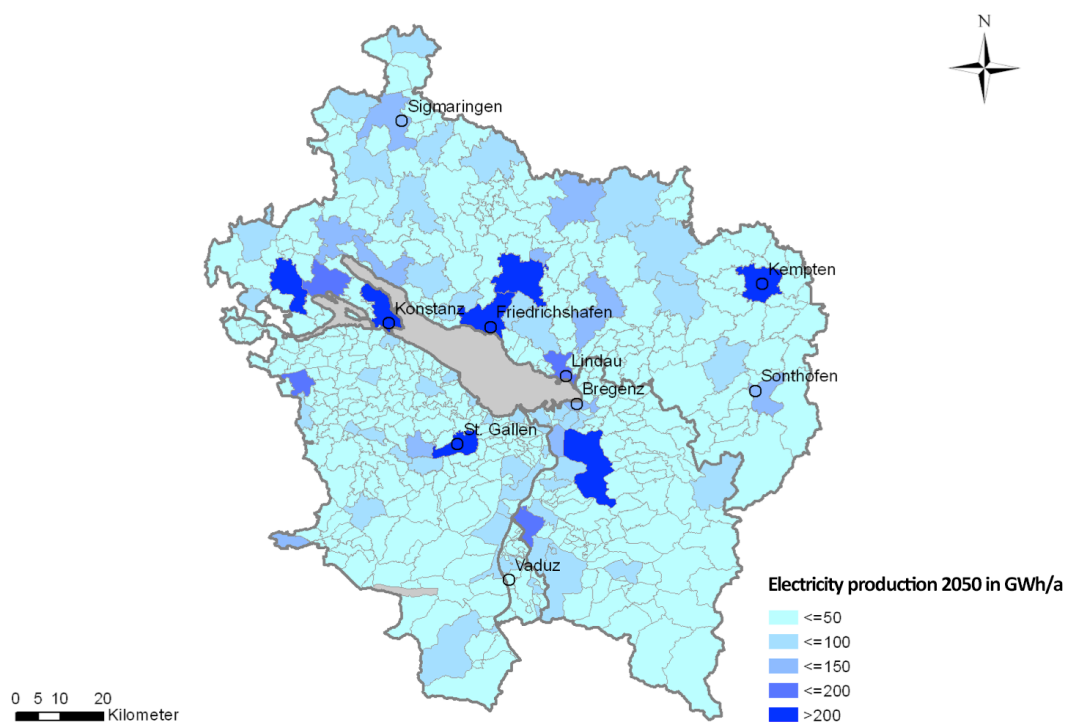 N
Sigmaringen
Kempten
Konstanz
Friedrichshafen
Lindau
Sonthofen
Bregenz
St. Gallen
Vaduz
Electricity production 2050 in GWh/a
<=50
<=100
<=150
<=200
>200
0 5 10 20
Kilometer